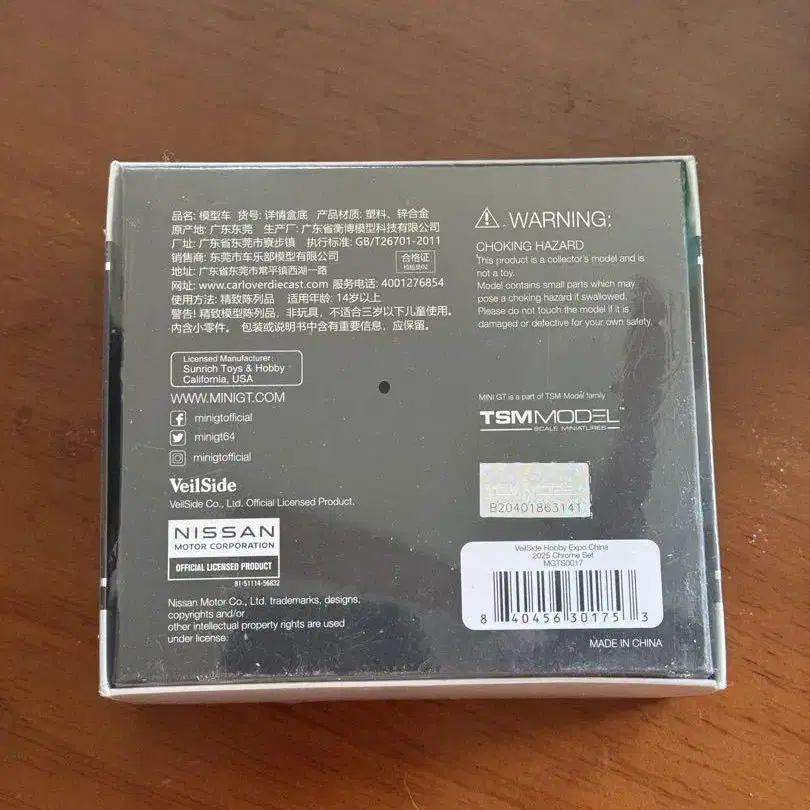 品名: 模型车 货号: 详情盒底 产品材质: 塑料、锌合金
原产地: 广东东莞 生产厂: 广东省衡博模型科技有限公司
厂址: 广东省东莞市寮步镇 执行标准: GB/T26701-2011
销售商: 东莞市车乐部模型有限公司
合格证
地址: 广东省东莞市常平镇西湖一路
网址: www.carloverdiecast.com 服务电话: 4001276854
使用方法: 精致陈列品 适用年龄: 14岁以上
警告! 精致模型陈列品，非玩具，不适合三岁以下儿童使用。
内含小零件。 包装或说明书中含有重要信息，应保留。
Licensed Manufacturer:
Sunrich Toys & Hobby
California, USA
WWW.MINIGT.COM
minigtofficial
minigt64
minigtofficial
VeilSide
VeilSide Co., Ltd. Official Licensed Product.
NISSAN
MOTOR CORPORATION
OFFICIAL LICENSED PRODUCT
91-51114-56832
Nissan Motor Co., Ltd. trademarks, designs,
copyrights and/or
other intellectual property rights are used
under license.
WARNING:
CHOKING HAZARD
This product is a collector's model and is
not a toy.
Model contains small parts which may
pose a choking hazard if swallowed.
Please do not touch the model if it is
damaged or defective for your own safety.
MINI GT is a part of TSM-Model family
TSMMODEL™
SCALE MINIATURES
B20401863141
VeilSide Hobby Expo China
2025 Chrome Set
MGTS0017
8 40456 30175 3
MADE IN CHINA